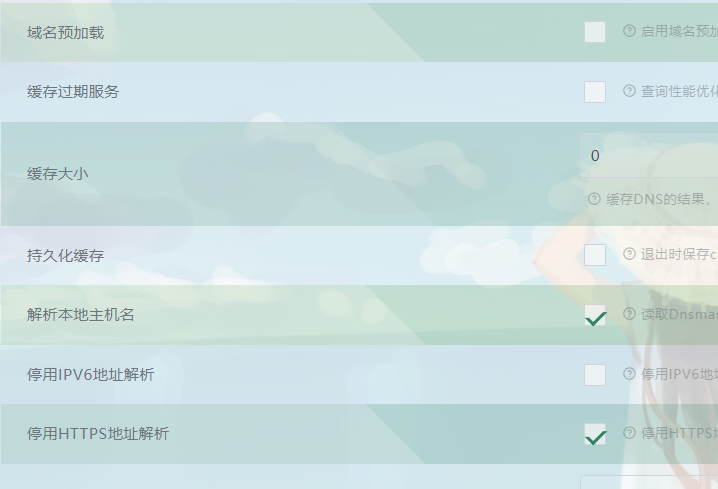 域名预加载
启用域名预加
缓存过期服务
查询性能优化
缓存大小
0
缓存DNS的结果，
持久化缓存
退出时保存c
解析本地主机名
读取Dnsmas
停用IPV6地址解析
停用IPV6地
停用HTTPS地址解析
停用HTTPS